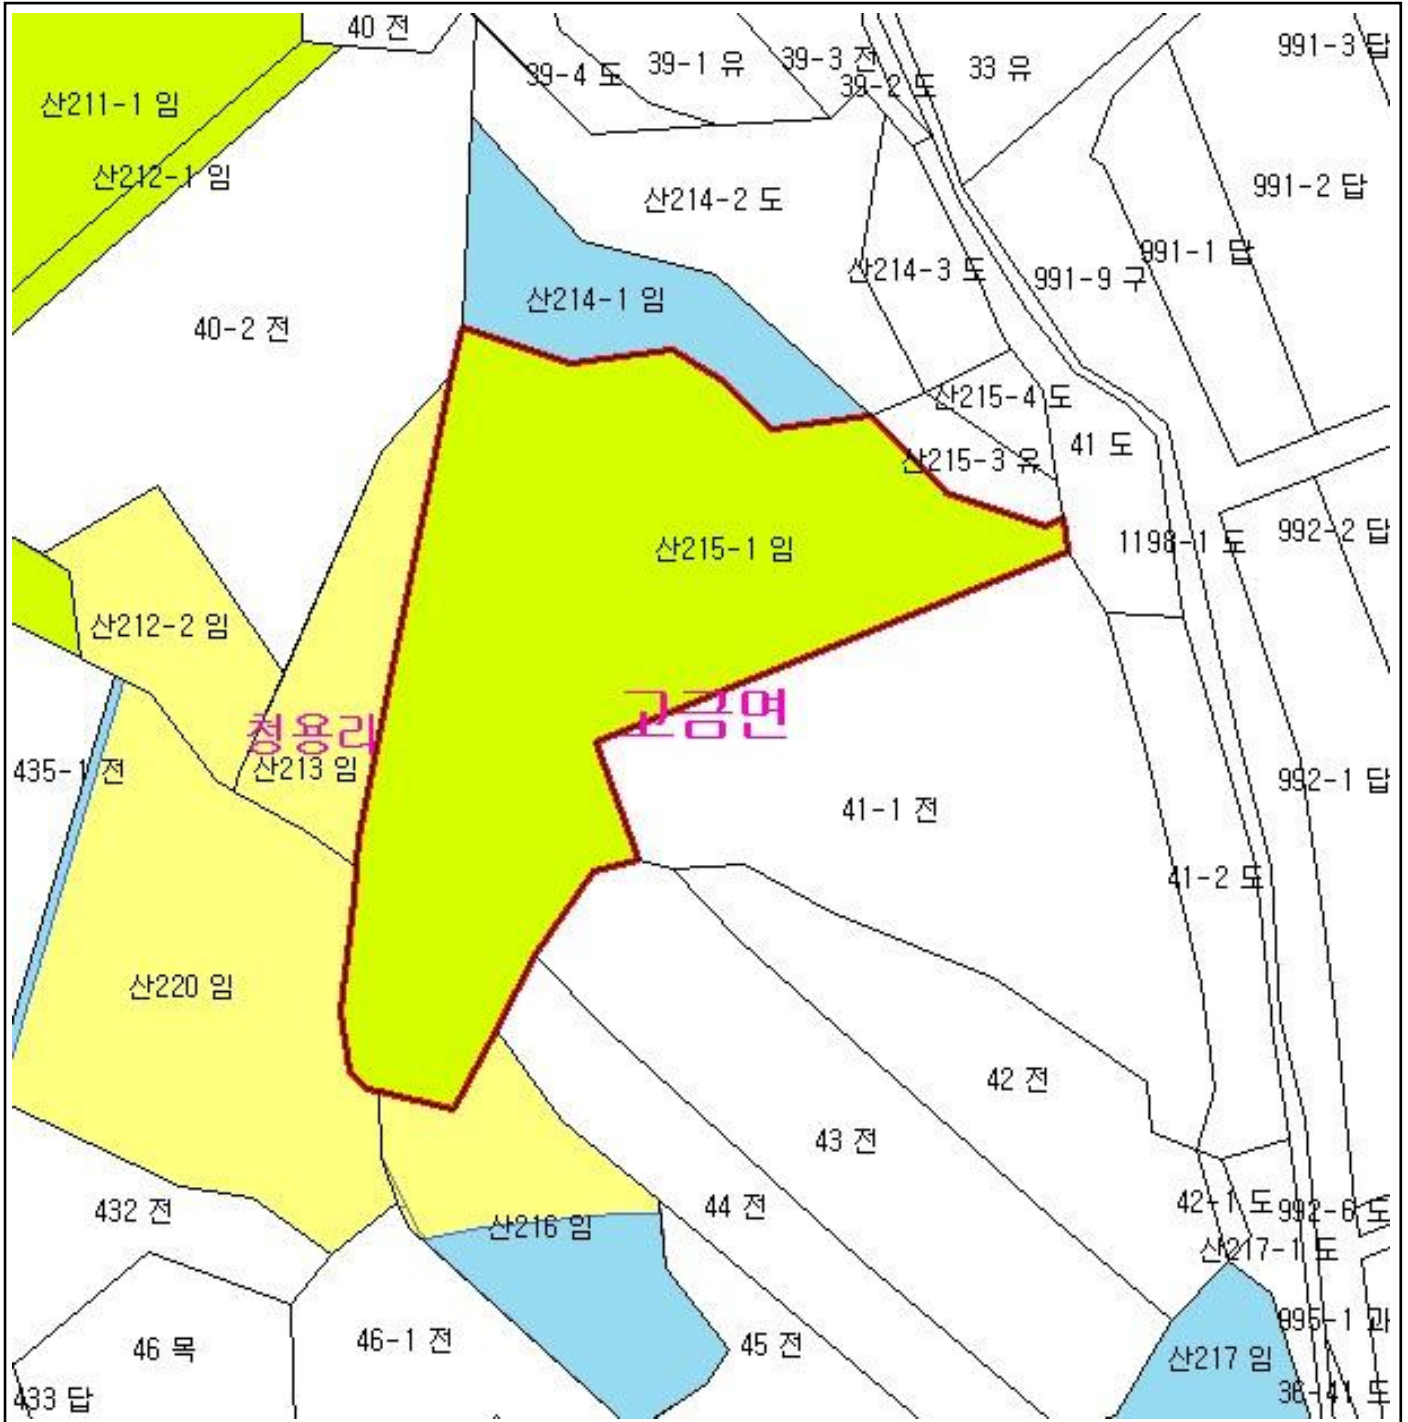 40 전
39-4 도
39-1 유
39-3 전
39-2 도
33 유
991-3 답
산211-1 임
산212-1 임
산214-2 도
991-2 답
991-1 답
산214-3 도
991-9 구
산214-1 임
40-2 전
산215-4 도
41 도
산215-3 유
산215-1 임
1198-1 도
992-2 답
산212-2 임
고금면
청용리
435-1 전
산213 임
992-1 답
41-1 전
41-2 도
산220 임
42 전
43 전
432 전
44 전
42-1 도
992-6 도
산216 임
산217-1 도
995-1 과
46 목
46-1 전
45 전
산217 임
433 답
36-41 도